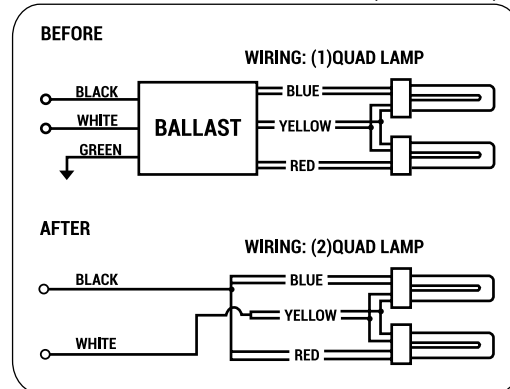 BEFORE
WIRING: (1)QUAD LAMP
BLACK
WHITE
GREEN
BALLAST
BLUE
YELLOW
RED
AFTER
WIRING: (2)QUAD LAMP
BLACK
WHITE
BLUE
YELLOW
RED